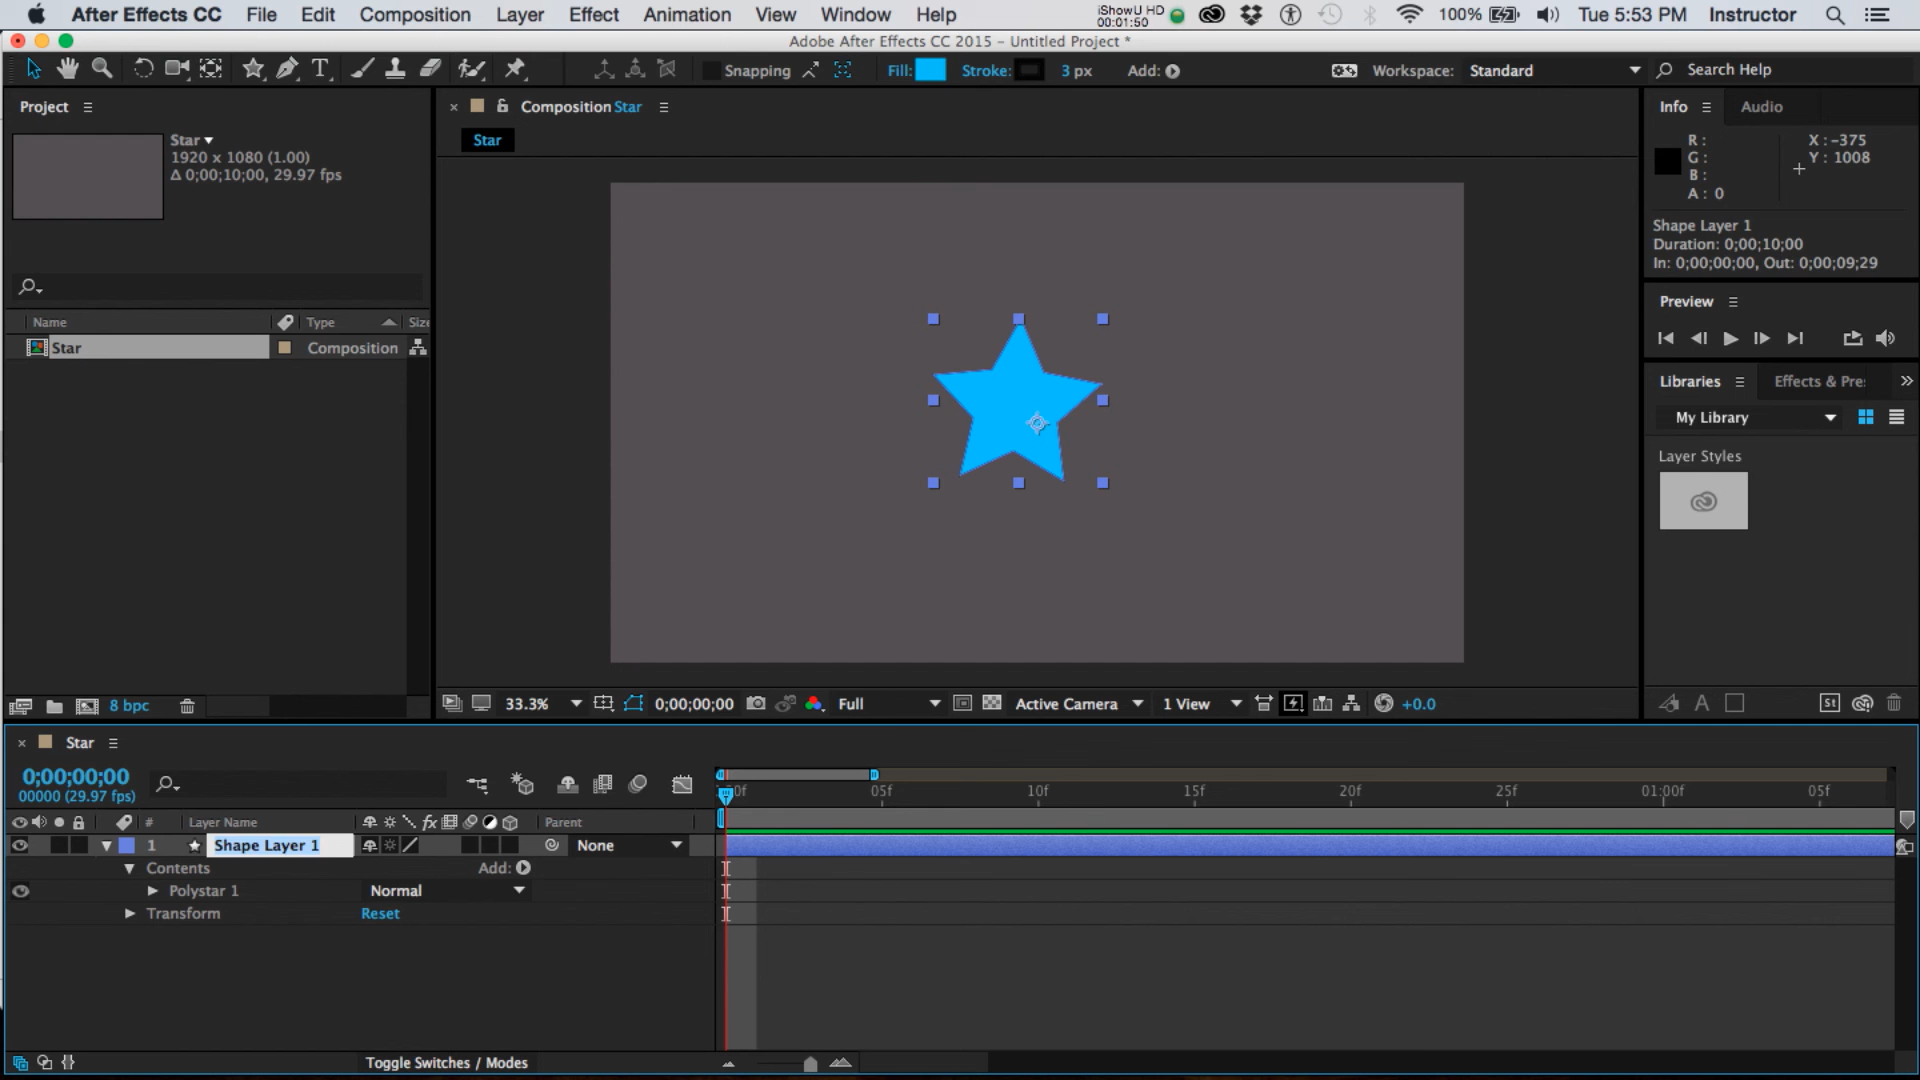 After Effects CC File Edit Composition Layer Effect Animation View Window Help iShowU HD 00:01:50 100% Tue 5:53 PM Instructor
Adobe After Effects CC 2015 – Untitled Project *
T Snapping Fill: Stroke: 3 px Add: Workspace: Standard Search Help
Project
Star
1920 x 1080 (1.00)
Δ 0;00;10;00, 29.97 fps
Name Type Size
Star Composition
8 bpc
Composition Star
Star
33.3% 0;00;00;00 Full Active Camera 1 View +0.0
Info Audio
R :
G :
B :
A : 0
X : -375
Y : 1008
Shape Layer 1
Duration: 0;00;10;00
In: 0;00;00;00, Out: 0;00;09;29
Preview
Libraries Effects & Pre
My Library
Layer Styles
A St
Star
0;00;00;00
00000 (29.97 fps)
05f 10f 15f 20f 25f 01:00f 05f
# Layer Name fx Parent
1 Shape Layer 1 None
Contents Add:
Polystar 1 Normal
Transform Reset
Toggle Switches / Modes